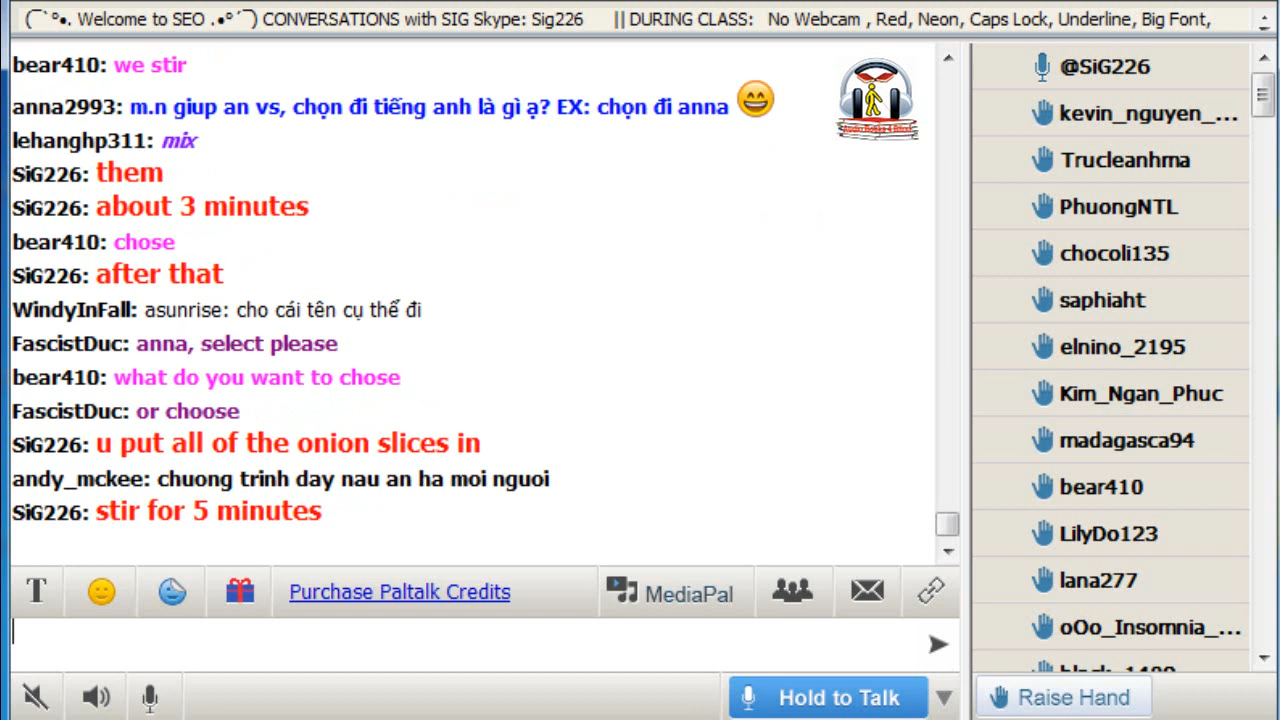 (¯`°•. Welcome to SEO .•°´¯) CONVERSATIONS with SIG Skype: Sig226 || DURING CLASS: No Webcam , Red, Neon, Caps Lock, Underline, Big Font,
bear410: we stir
anna2993: m.n giup an vs, chọn đi tiếng anh là gì ạ? EX: chọn đi anna
lehanghp311: mix
SiG226: them
SiG226: about 3 minutes
bear410: chose
SiG226: after that
WindyInFall: asunrise: cho cái tên cụ thể đi
FascistDuc: anna, select please
bear410: what do you want to chose
FascistDuc: or choose
SiG226: u put all of the onion slices in
andy_mckee: chuong trinh day nau an ha moi nguoi
SiG226: stir for 5 minutes
T
Purchase Paltalk Credits
MediaPal
Hold to Talk
@SiG226
kevin_nguyen_...
Trucleanhma
PhuongNTL
chocoli135
saphiaht
elnino_2195
Kim_Ngan_Phuc
madagasca94
bear410
LilyDo123
lana277
oOo_Insomnia_...
Raise Hand